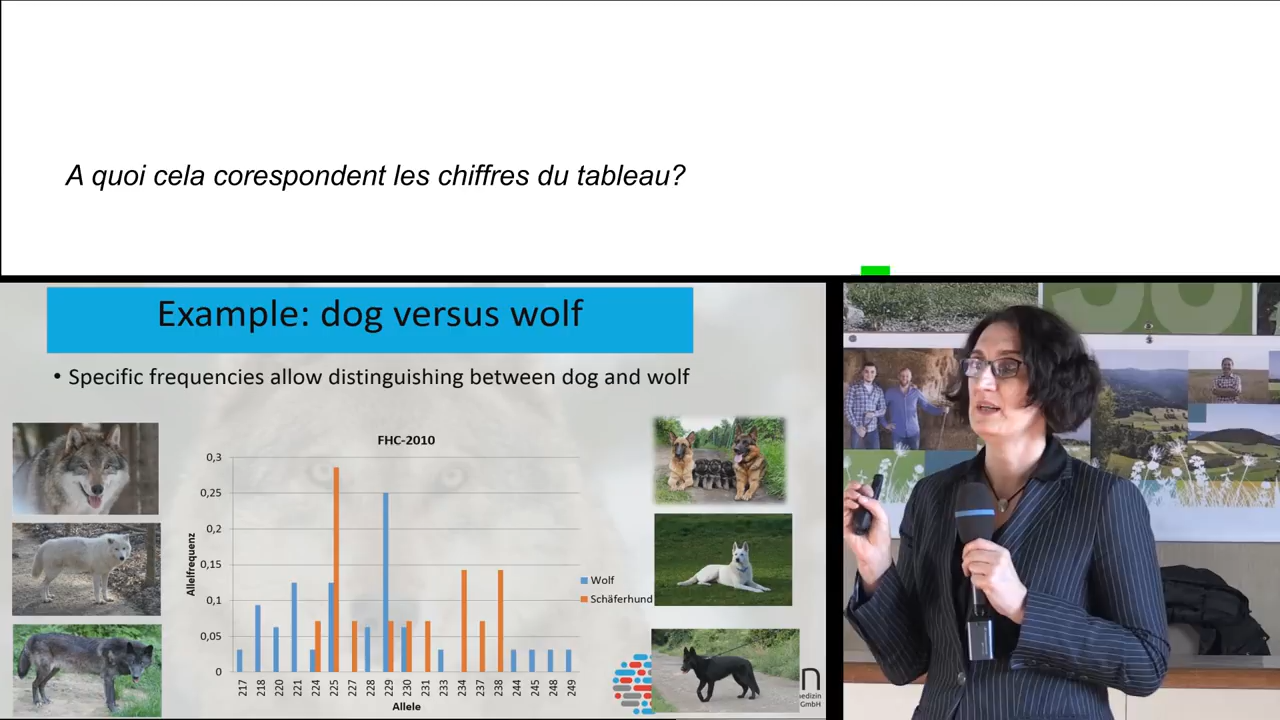 A quoi cela corespondent les chiffres du tableau?
Example: dog versus wolf
• Specific frequencies allow distinguishing between dog and wolf
FHC-2010
0,3
0,25
0,2
0,15
0,1
0,05
0
Allelfrequenz
217 218 220 221 224 225 227 228 229 230 231 233 234 237 238 244 245 248 249
Allele
Wolf
Schäferhund
n
edizin
GmbH